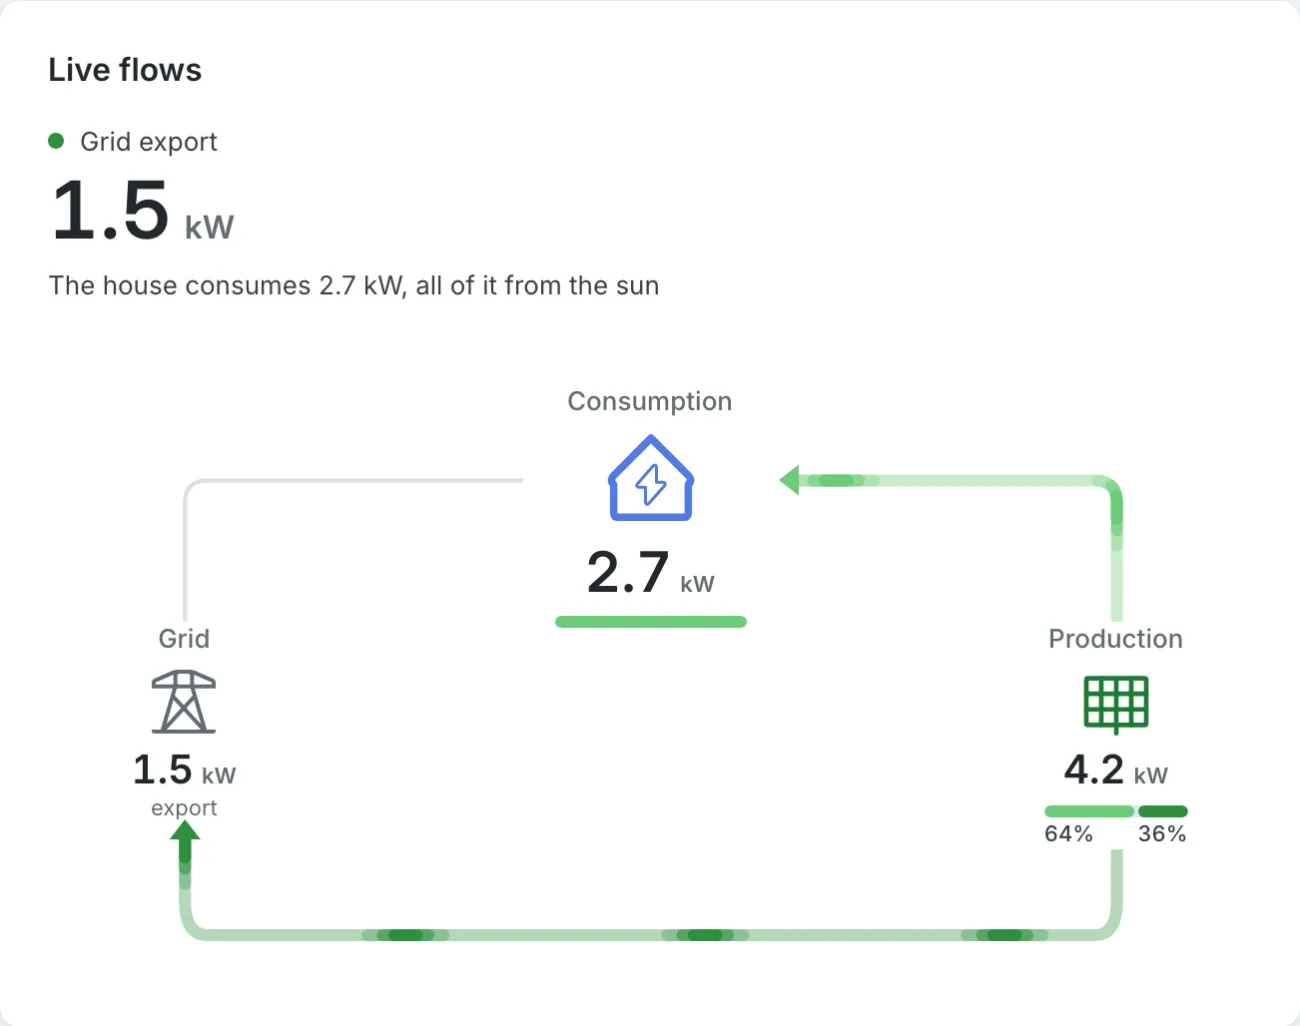 Live flows
Grid export
1.5 kW
The house consumes 2.7 kW, all of it from the sun
Consumption
2.7 kW
Grid
1.5 kW
export
Production
4.2 kW
64% 36%